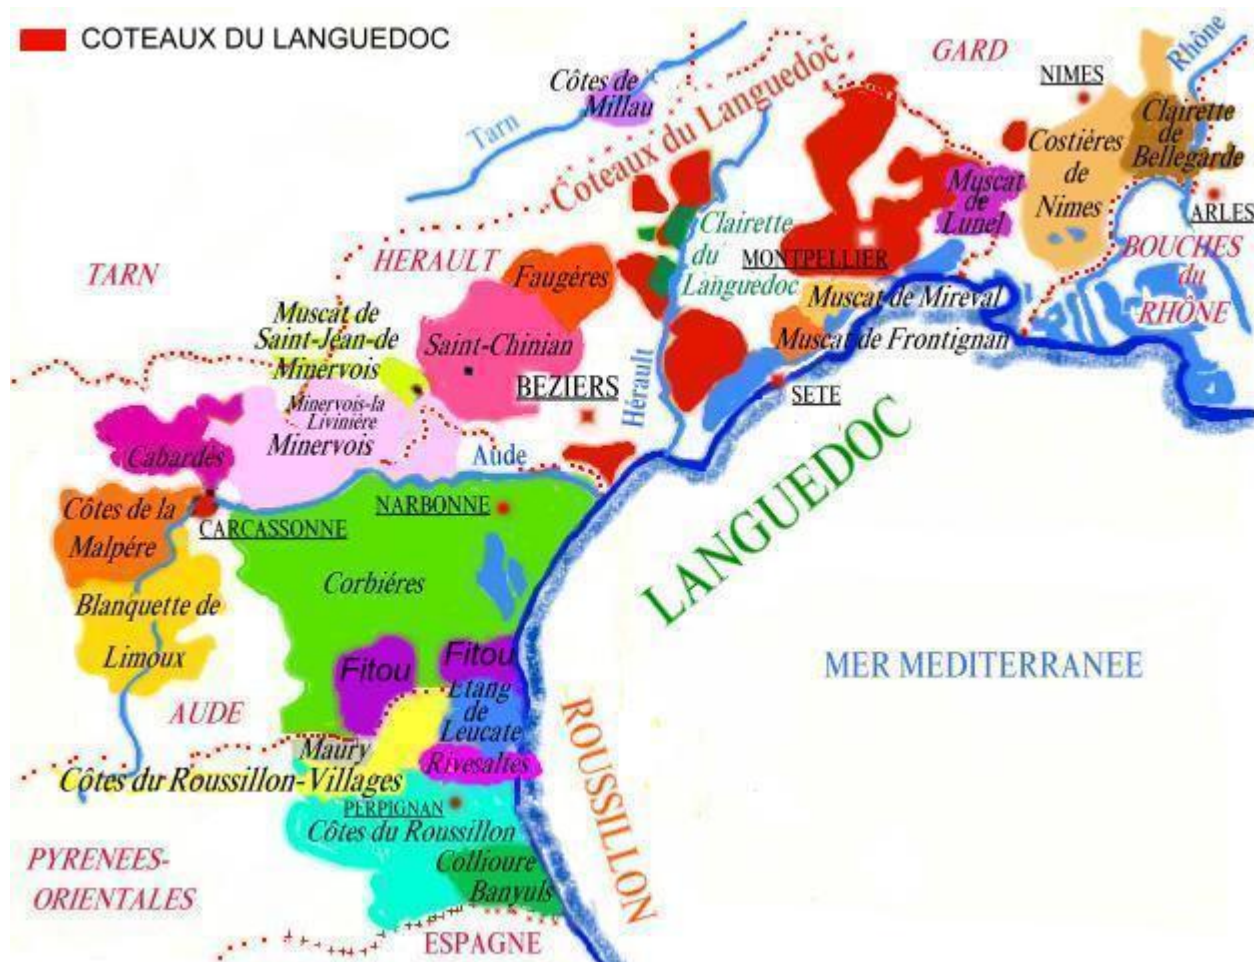 COTEAUX DU LANGUEDOC
GARD
Rhône
NIMES
Côtes de
Millau
Tarn
Coteaux du Languedoc
Clairette
de
Bellegarde
Costières
de
Nimes
Muscat
de
Lunel
ARLES
BOUCHES
du
RHÔNE
Clairette
du
Languedoc
MONTPELLIER
TARN
HERAULT
Faugéres
Muscat de Mireval
Muscat de Frontignan
Muscat de
Saint-Jean-de
Minervois
Saint-Chinian
BEZIERS
Hérault
SETE
Minervois-la
Livinière
Minervois
Cabardès
Aude
LANGUEDOC
Côtes de la
Malpére
CARCASSONNE
NARBONNE
Corbiéres
Blanquette de
Limoux
Fitou
Fitou
MER MEDITERRANEE
Etang
de
Leucate
AUDE
ROUSSILLON
Maury
Rivesaltes
Côtes du Roussillon-Villages
PERPIGNAN
Côtes du Roussillon
PYRENEES-
ORIENTALES
Collioure
Banyuls
ESPAGNE